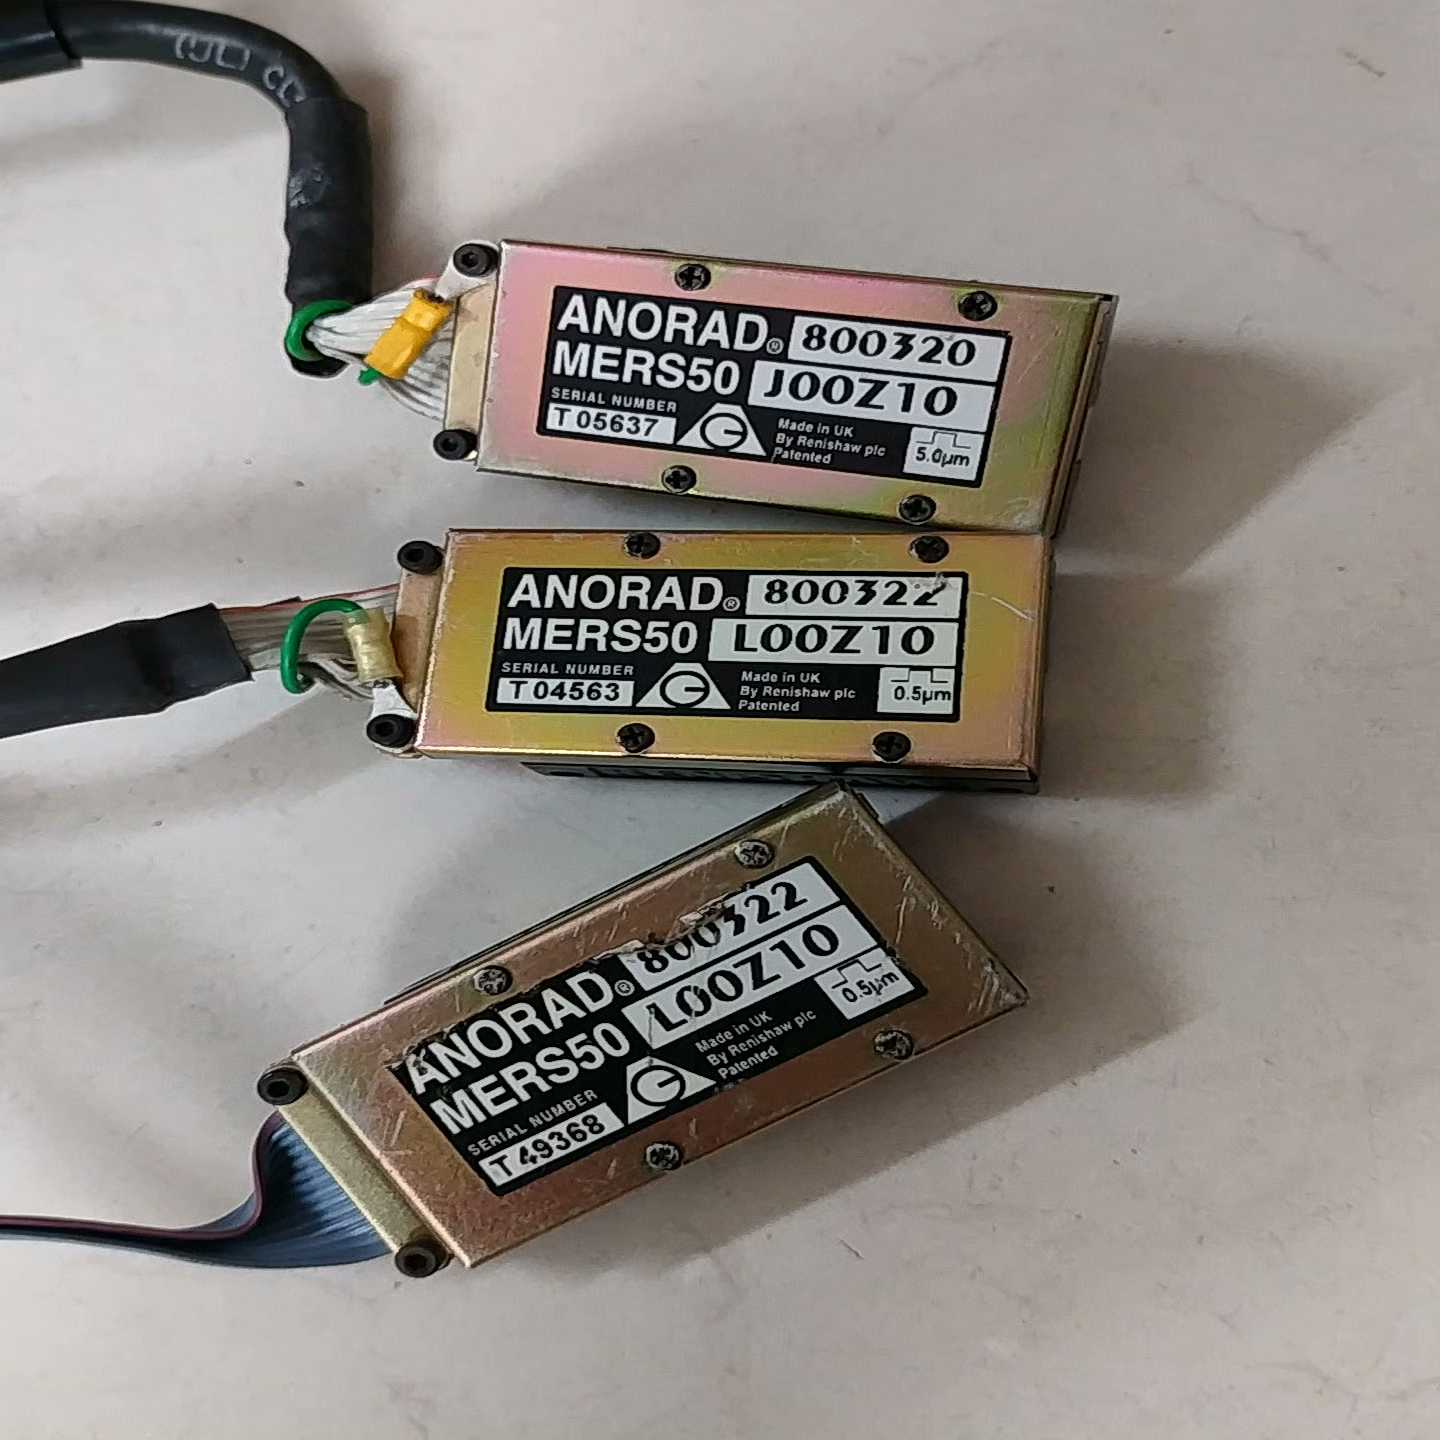 ANORAD® 800320
MERS50 J00Z10
SERIAL NUMBER
T 05637
Made in UK
By Renishaw plc
Patented
5.0µm
ANORAD® 800322
MERS50 L00Z10
SERIAL NUMBER
T 04563
Made in UK
By Renishaw plc
Patented
0.5µm
ANORAD® 800322
MERS50 L00Z10
SERIAL NUMBER
T 49368
Made in UK
By Renishaw plc
Patented
0.5µm